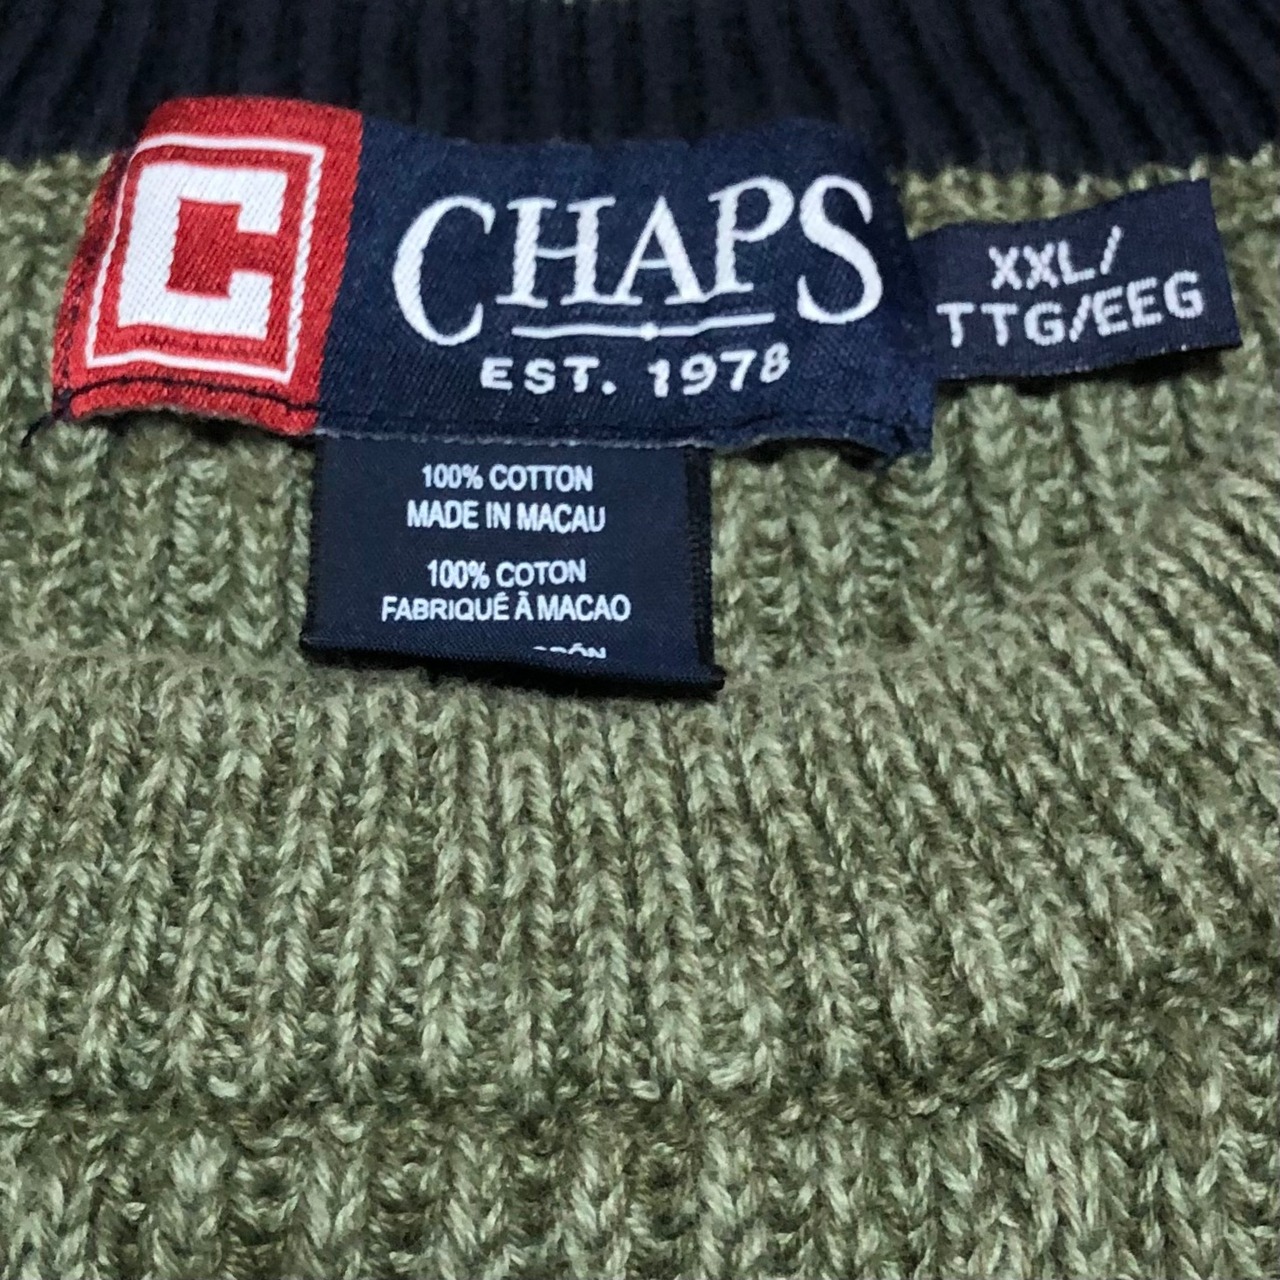 C
CHAPS
EST. 1978
XXL/
TTG/EEG
100% COTTON
MADE IN MACAU
100% COTON
FABRIQUÉ À MACAO